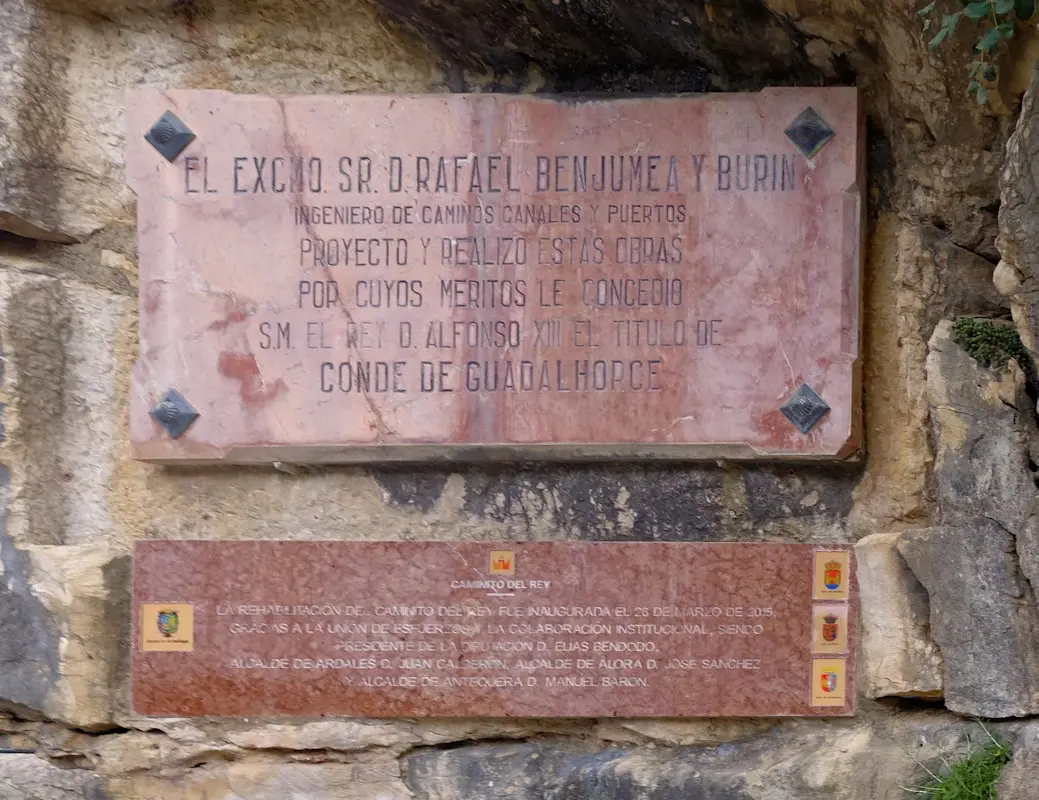 EL EXCMO. SR. D. RAFAEL BENJUMEA Y BURIN
INGENIERO DE CAMINOS CANALES Y PUERTOS
PROYECTO Y REALIZO ESTAS OBRAS
POR CUYOS MERITOS LE CONCEDIO
S.M. EL REY D. ALFONSO XIII EL TITULO DE
CONDE DE GUADALHORCE
CAMINITO DEL REY
LA REHABILITACIÓN DEL CAMINITO DEL REY FUE INAUGURADA EL 26 DE MARZO DE 2015,
GRACIAS A LA UNIÓN DE ESFUERZOS Y LA COLABORACIÓN INSTITUCIONAL, SIENDO
PRESIDENTE DE LA DIPUTACIÓN D. ELIAS BENDODO,
ALCALDE DE ARDALES D. JUAN CALDERÓN, ALCALDE DE ÁLORA D. JOSÉ SÁNCHEZ
Y ALCALDE DE ANTEQUERA D. MANUEL BARÓN.